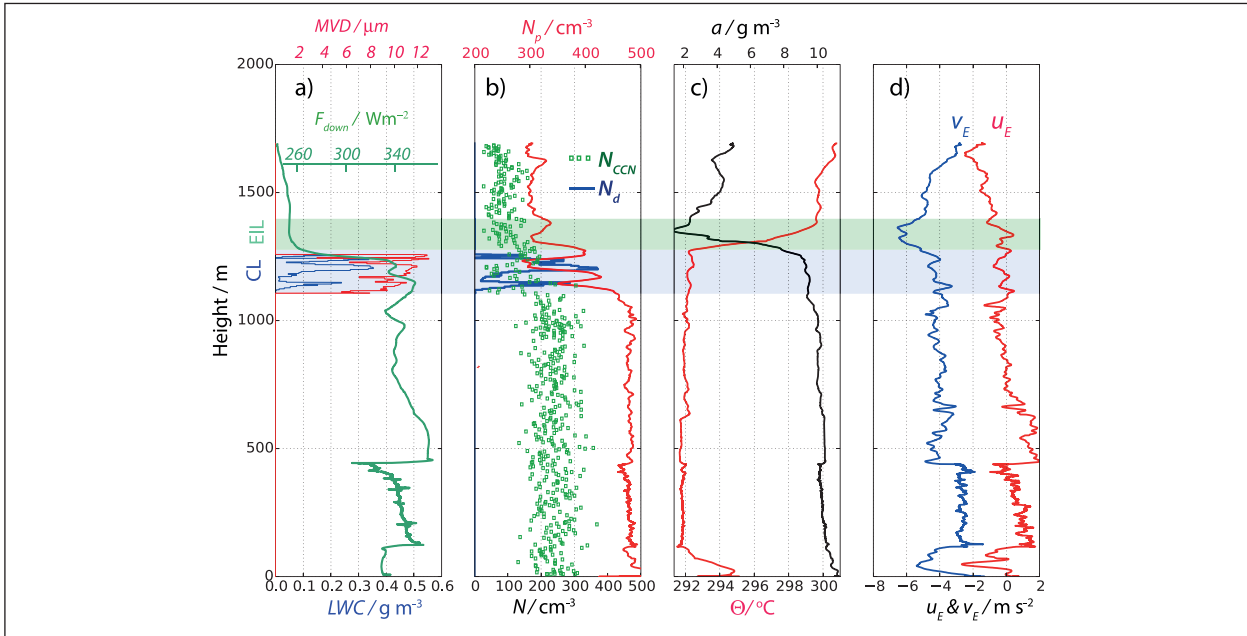 MVD / μm
N_p / cm⁻³
a / g m⁻³
2 4 6 8 10 12
200 300 400 500
2 4 6 8 10
2000
1500
1000
500
0
Height / m
EIL
CL
a)
b)
c)
d)
F_down / Wm⁻²
260 300 340
N_CCN
N_d
v_E
u_E
0.0 0.1 0.2 0.3 0.4 0.5 0.6
0 100 200 300 400 500
292 294 296 298 300
−8 −6 −4 −2 0 2
LWC / g m⁻³
N / cm⁻³
Θ / °C
u_E & v_E / m s⁻²